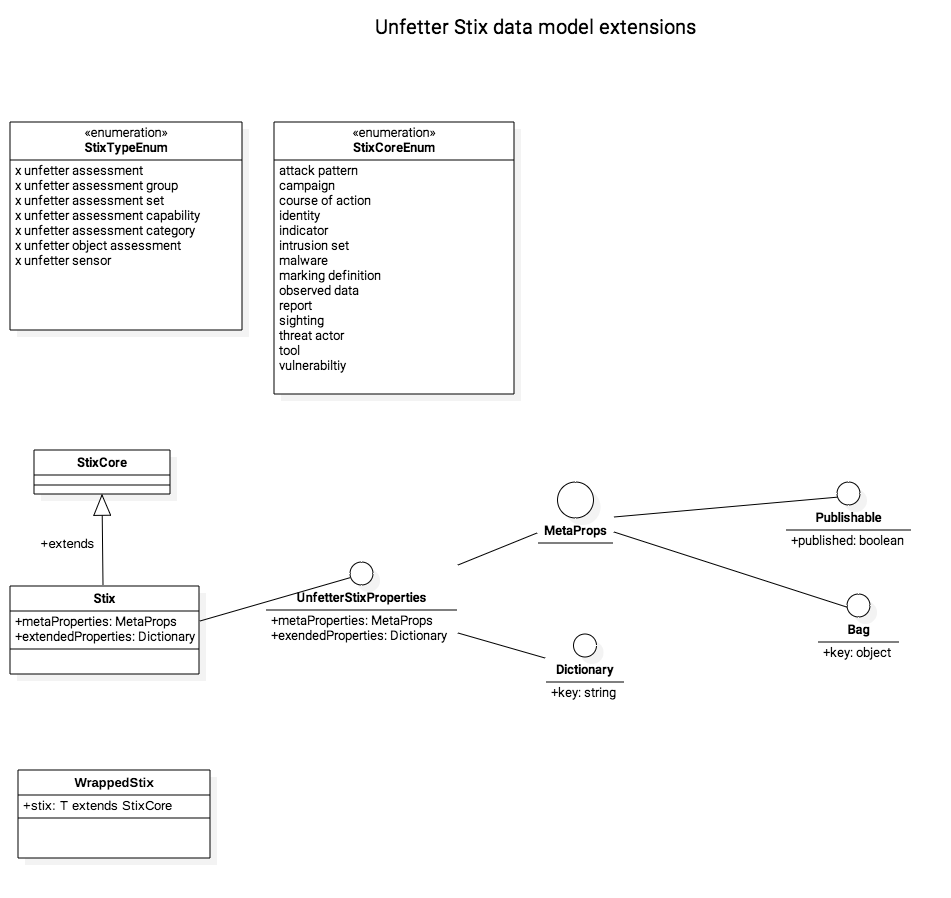 Unfetter Stix data model extensions
«enumeration»
StixTypeEnum
x unfetter assessment
x unfetter assessment group
x unfetter assessment set
x unfetter assessment capability
x unfetter assessment category
x unfetter object assessment
x unfetter sensor
«enumeration»
StixCoreEnum
attack pattern
campaign
course of action
identity
indicator
intrusion set
malware
marking definition
observed data
report
sighting
threat actor
tool
vulnerabiltiy
StixCore
+extends
Stix
+metaProperties: MetaProps
+extendedProperties: Dictionary
UnfetterStixProperties
+metaProperties: MetaProps
+exendedProperties: Dictionary
MetaProps
Dictionary
+key: string
Publishable
+published: boolean
Bag
+key: object
WrappedStix
+stix: T extends StixCore